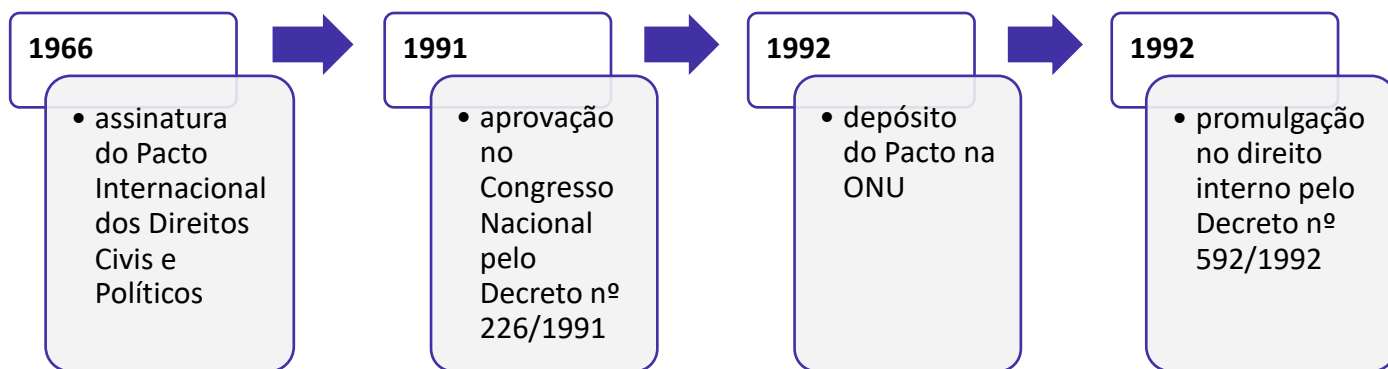 1966
• assinatura
do Pacto
Internacional
dos Direitos
Civis e
Políticos
1991
• aprovação
no
Congresso
Nacional
pelo
Decreto nº
226/1991
1992
• depósito
do Pacto na
ONU
1992
• promulgação
no direito
interno pelo
Decreto nº
592/1992